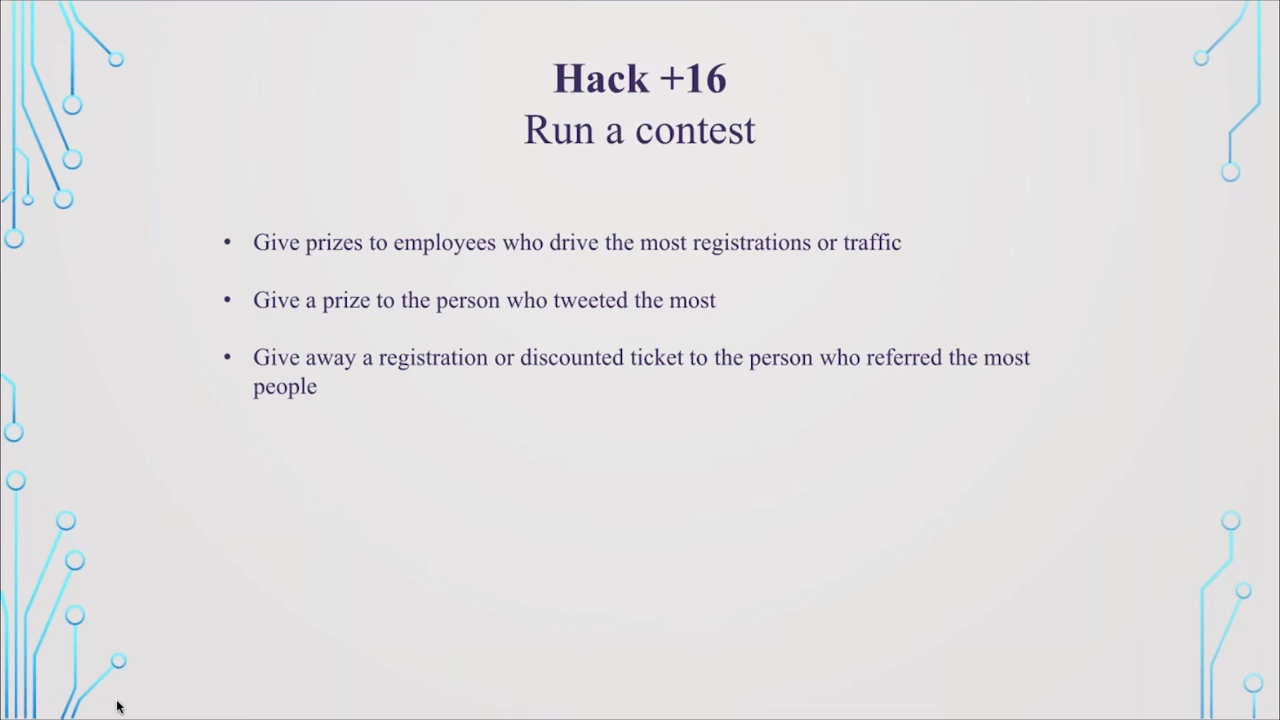 Hack +16
Run a contest
• Give prizes to employees who drive the most registrations or traffic
• Give a prize to the person who tweeted the most
• Give away a registration or discounted ticket to the person who referred the most
people